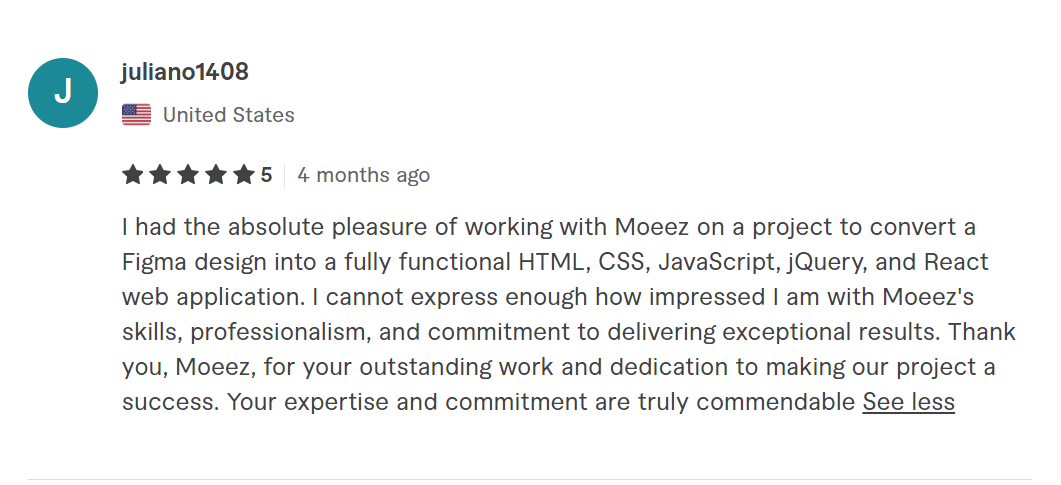 J
juliano1408
United States
5
4 months ago
I had the absolute pleasure of working with Moeez on a project to convert a
Figma design into a fully functional HTML, CSS, JavaScript, jQuery, and React
web application. I cannot express enough how impressed I am with Moeez's
skills, professionalism, and commitment to delivering exceptional results. Thank
you, Moeez, for your outstanding work and dedication to making our project a
success. Your expertise and commitment are truly commendable See less